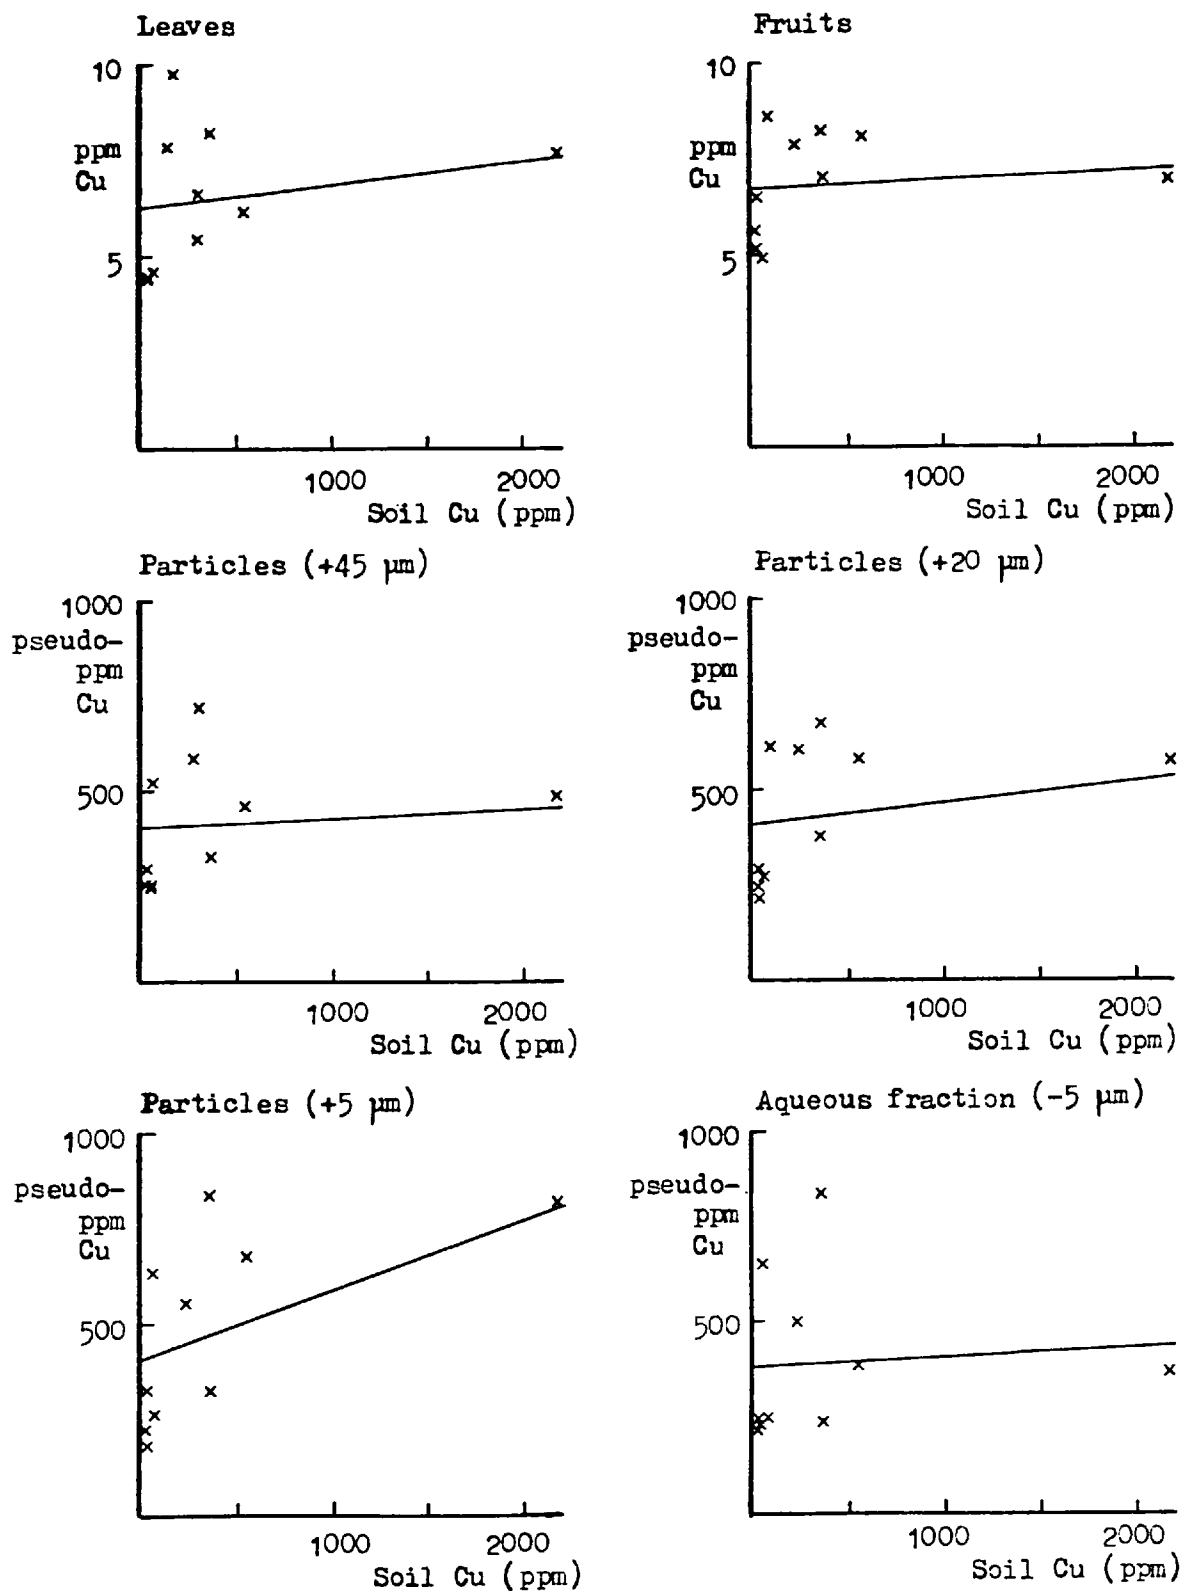 Leaves
10
ppm
Cu
5
1000
2000
Soil Cu (ppm)
Fruits
10
ppm
Cu
5
1000
2000
Soil Cu (ppm)
Particles (+45 µm)
1000
pseudo-
ppm
Cu
500
1000
2000
Soil Cu (ppm)
Particles (+20 µm)
1000
pseudo-
ppm
Cu
500
1000
2000
Soil Cu (ppm)
Particles (+5 µm)
1000
pseudo-
ppm
Cu
500
1000
2000
Soil Cu (ppm)
Aqueous fraction (-5 µm)
1000
pseudo-
ppm
Cu
500
1000
2000
Soil Cu (ppm)